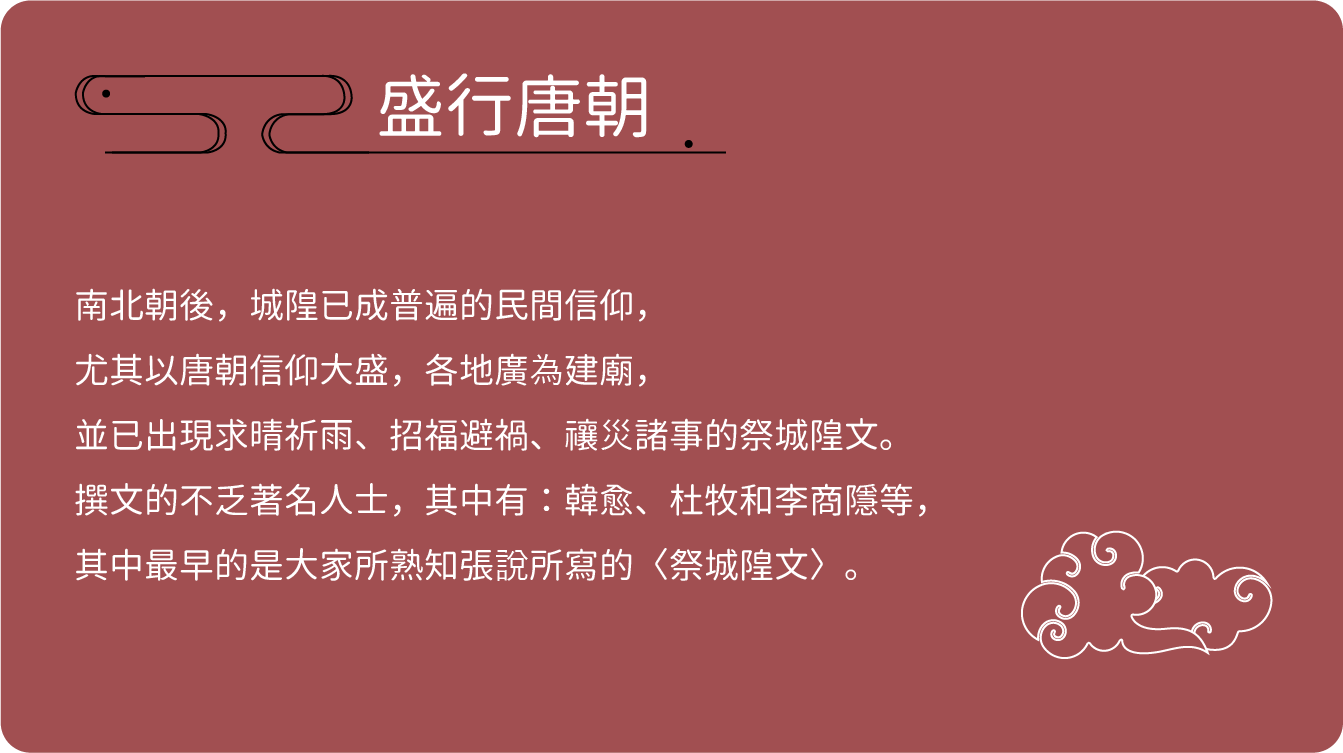 盛行唐朝
南北朝後，城隍已成普遍的民間信仰，
尤其以唐朝信仰大盛，各地廣為建廟，
並已出現求晴祈雨、招福避禍、禳災諸事的祭城隍文。
撰文的不乏著名人士，其中有：韓愈、杜牧和李商隱等，
其中最早的是大家所熟知張說所寫的〈祭城隍文〉。